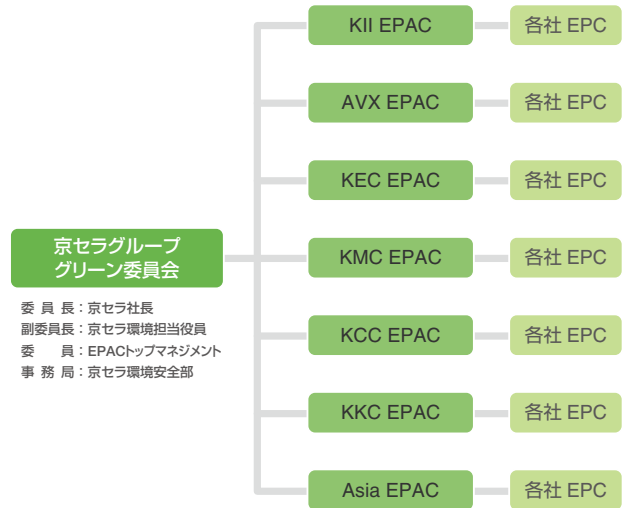 KII EPAC 各社 EPC
AVX EPAC 各社 EPC
KEC EPAC 各社 EPC
京セラグループ
グリーン委員会
KMC EPAC 各社 EPC
委 員 長：京セラ社長
副委員長：京セラ環境担当役員
委　　員：EPACトップマネジメント
事 務 局：京セラ環境安全部
KCC EPAC 各社 EPC
KKC EPAC 各社 EPC
Asia EPAC 各社 EPC